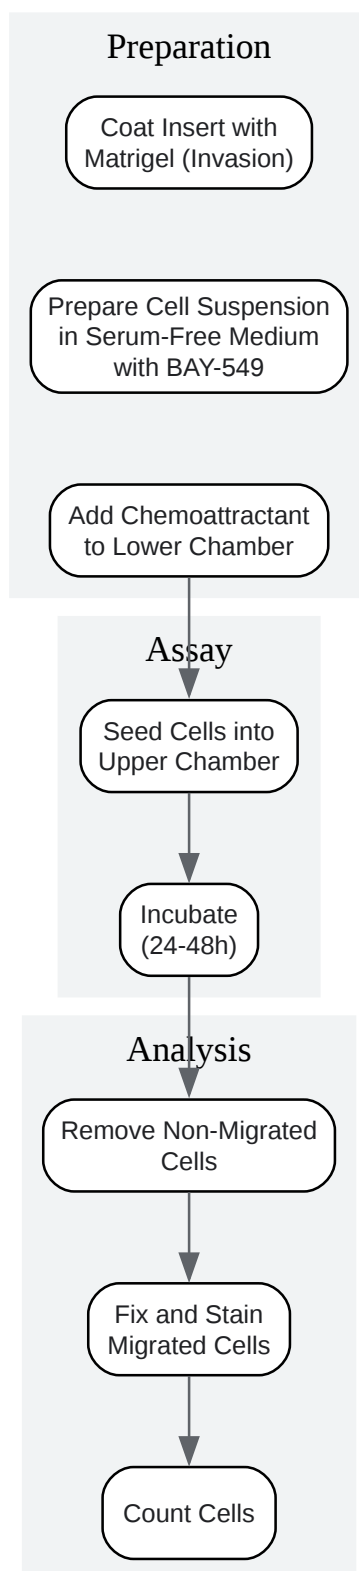 Preparation
Coat Insert with
Matrigel (Invasion)
Prepare Cell Suspension
in Serum-Free Medium
with BAY-549
Add Chemoattractant
to Lower Chamber
Assay
Seed Cells into
Upper Chamber
Incubate
(24-48h)
Analysis
Remove Non-Migrated
Cells
Fix and Stain
Migrated Cells
Count Cells